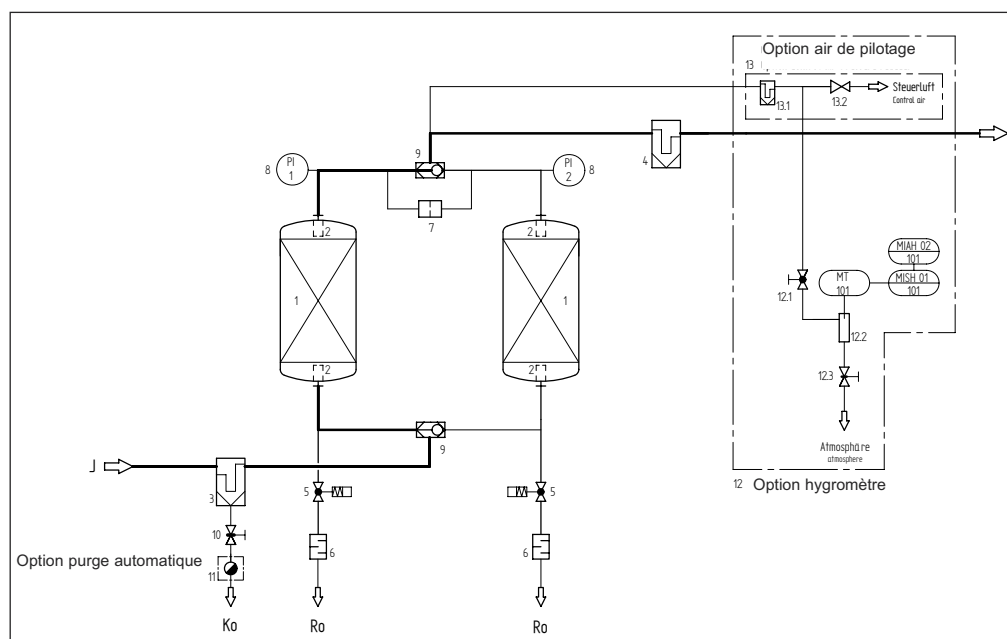 Option air de pilotage
13
13.1
13.2
Steuerluft
Control air
9
4
8
PI
1
PI
2
8
7
2
2
1
1
2
2
MIAH 02
101
MT
101
MISH 01
101
12.1
12.2
12.3
9
Atmosphäre
atmosphere
J
3
5
5
12 Option hygromètre
10
6
6
Option purge automatique
11
Ko
Ro
Ro